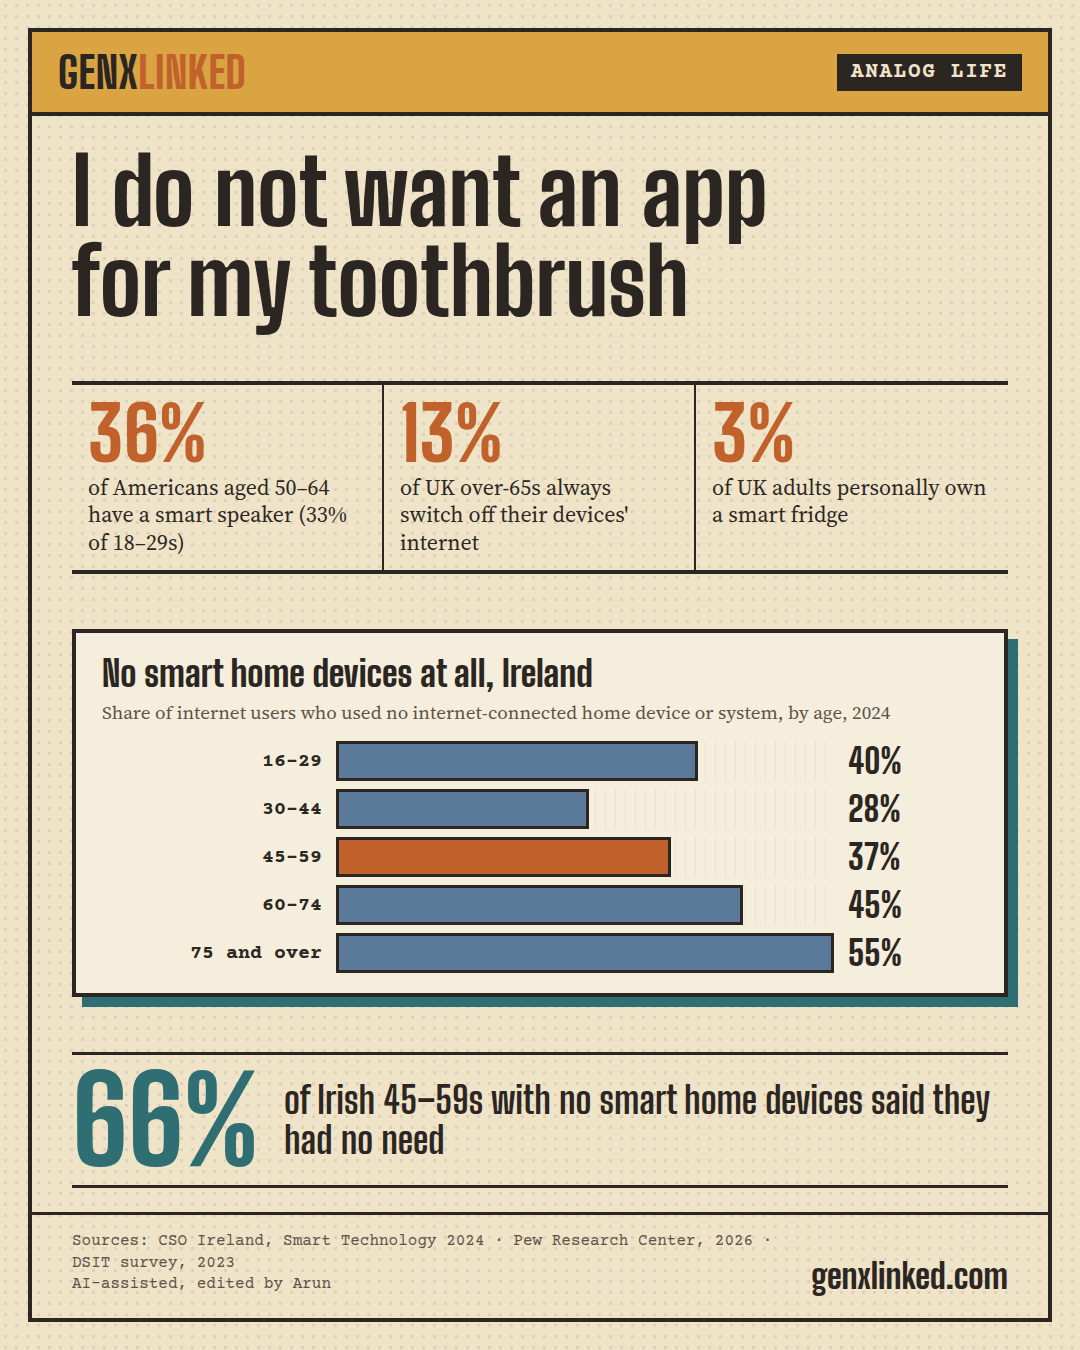 GENXLINKED
ANALOG LIFE
I do not want an app
for my toothbrush
36%
of Americans aged 50–64
have a smart speaker (33%
of 18–29s)
13%
of UK over-65s always
switch off their devices'
internet
3%
of UK adults personally own
a smart fridge
No smart home devices at all, Ireland
Share of internet users who used no internet-connected home device or system, by age, 2024
16–29 40%
30–44 28%
45–59 37%
60–74 45%
75 and over 55%
66%
of Irish 45–59s with no smart home devices said they
had no need
Sources: CSO Ireland, Smart Technology 2024 · Pew Research Center, 2026 ·
DSIT survey, 2023
AI-assisted, edited by Arun
genxlinked.com